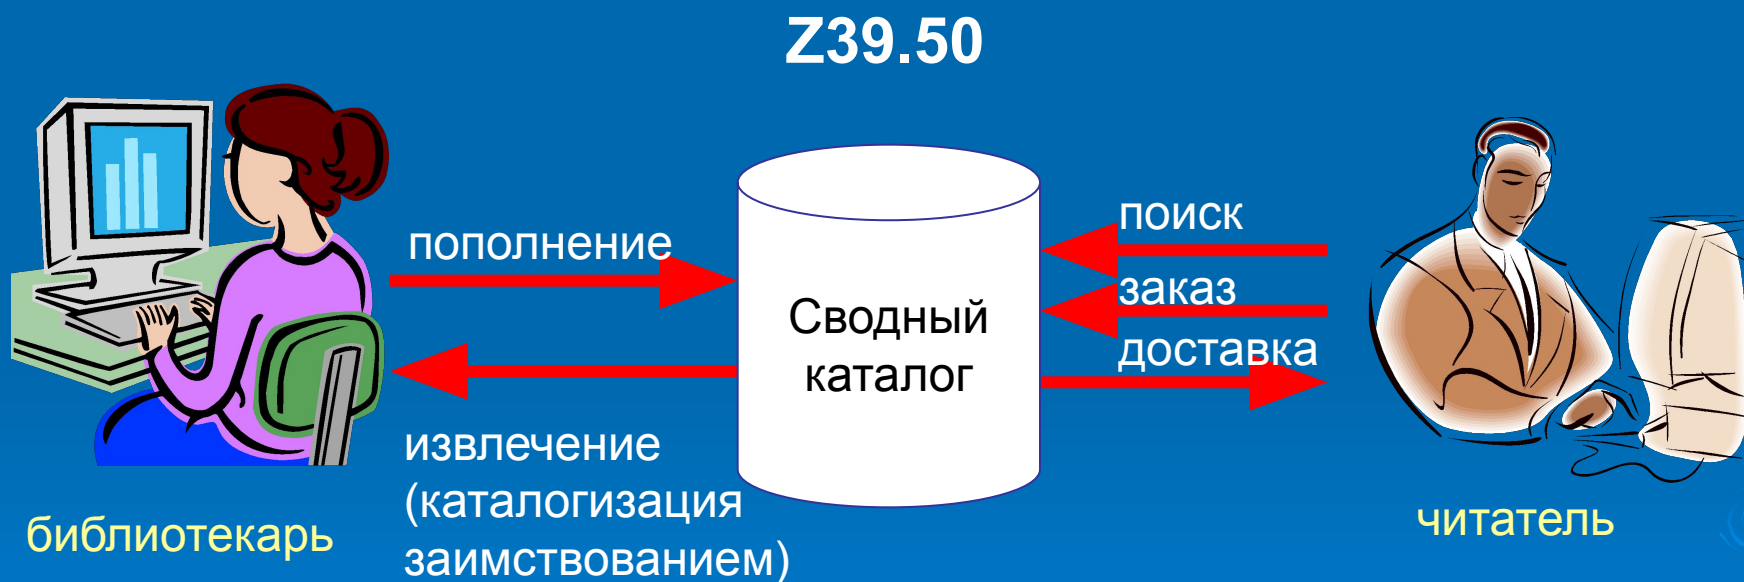 Z39.50
пополнение
извлечение
(каталогизация
заимствованием)
библиотекарь
Сводный
каталог
поиск
заказ
доставка
читатель